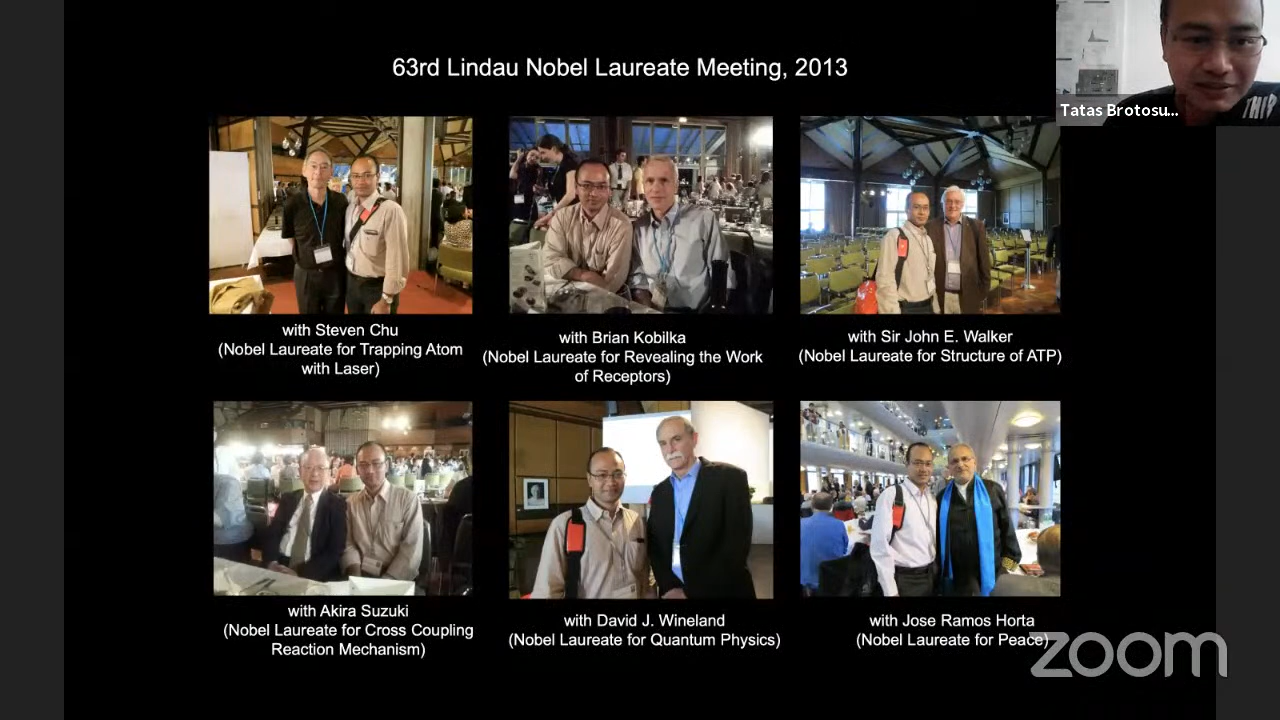 63rd Lindau Nobel Laureate Meeting, 2013
Tatas Brotosu...
THIR
with Steven Chu
(Nobel Laureate for Trapping Atom
with Laser)
with Brian Kobilka
(Nobel Laureate for Revealing the Work
of Receptors)
with Sir John E. Walker
(Nobel Laureate for Structure of ATP)
with Akira Suzuki
(Nobel Laureate for Cross Coupling
Reaction Mechanism)
with David J. Wineland
(Nobel Laureate for Quantum Physics)
with Jose Ramos Horta
(Nobel Laureate for Peace)
zoom